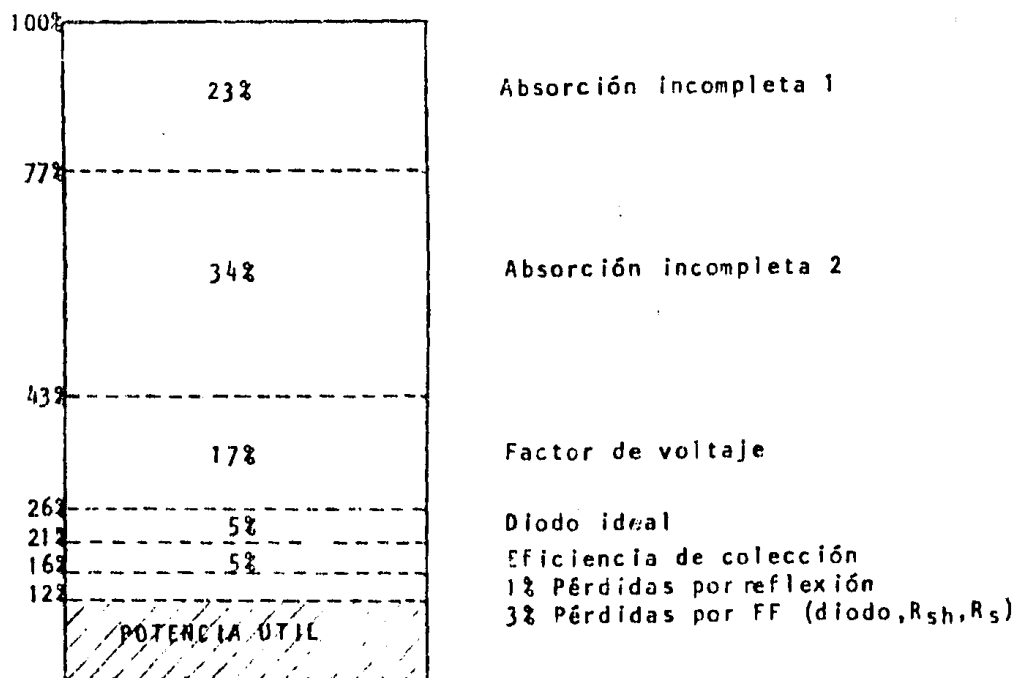 100%
23% Absorción incompleta 1
77%
34% Absorción incompleta 2
43%
17% Factor de voltaje
26%
5% Diodo ideal
21%
5% Eficiencia de colección
16%
1% Pérdidas por reflexión
12%
3% Pérdidas por FF (diodo,Rsh,Rs)
POTENCIA UTIL